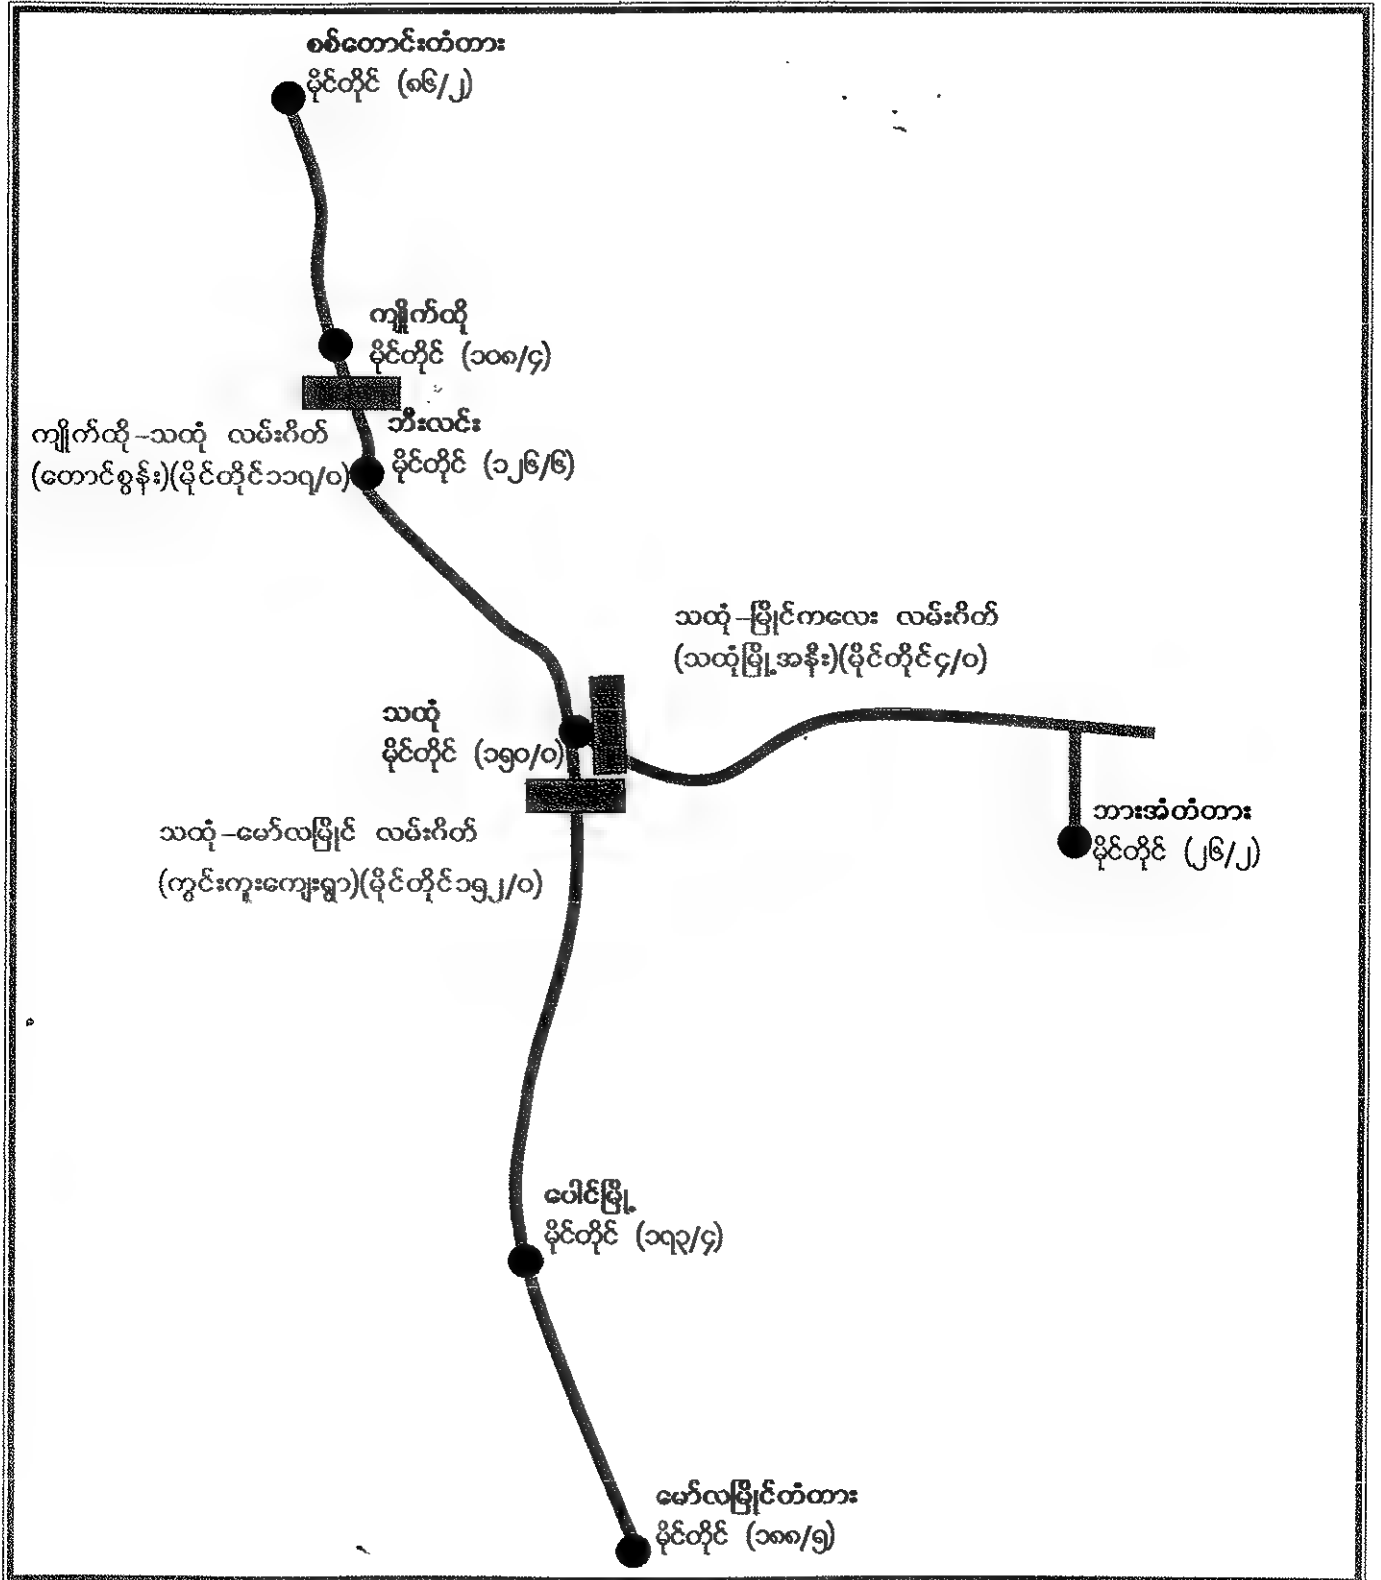 စစ်တောင်းတံတား
မိုင်တိုင် (၈၆/၂)
ကျိုက်ထို
မိုင်တိုင် (၁၀၈/၄)
ကျိုက်ထို-သထုံ လမ်းဂိတ်
(တောင်စွန်း)(မိုင်တိုင်၁၁၇/၀)
ဘီးလင်း
မိုင်တိုင် (၁၂၆/၆)
သထုံ-မြိုင်ကလေး လမ်းဂိတ်
(သထုံမြို့အနီး)(မိုင်တိုင်၄/၀)
သထုံ
မိုင်တိုင် (၁၅၀/၀)
သထုံ-မော်လမြိုင် လမ်းဂိတ်
(ကွင်းကူးကျေးရွာ)(မိုင်တိုင်၁၅၂/၀)
ဘားအံတံတား
မိုင်တိုင် (၂၆/၂)
ပေါင်မြို့
မိုင်တိုင် (၁၇၃/၄)
မော်လမြိုင်တံတား
မိုင်တိုင် (၁၈၈/၅)